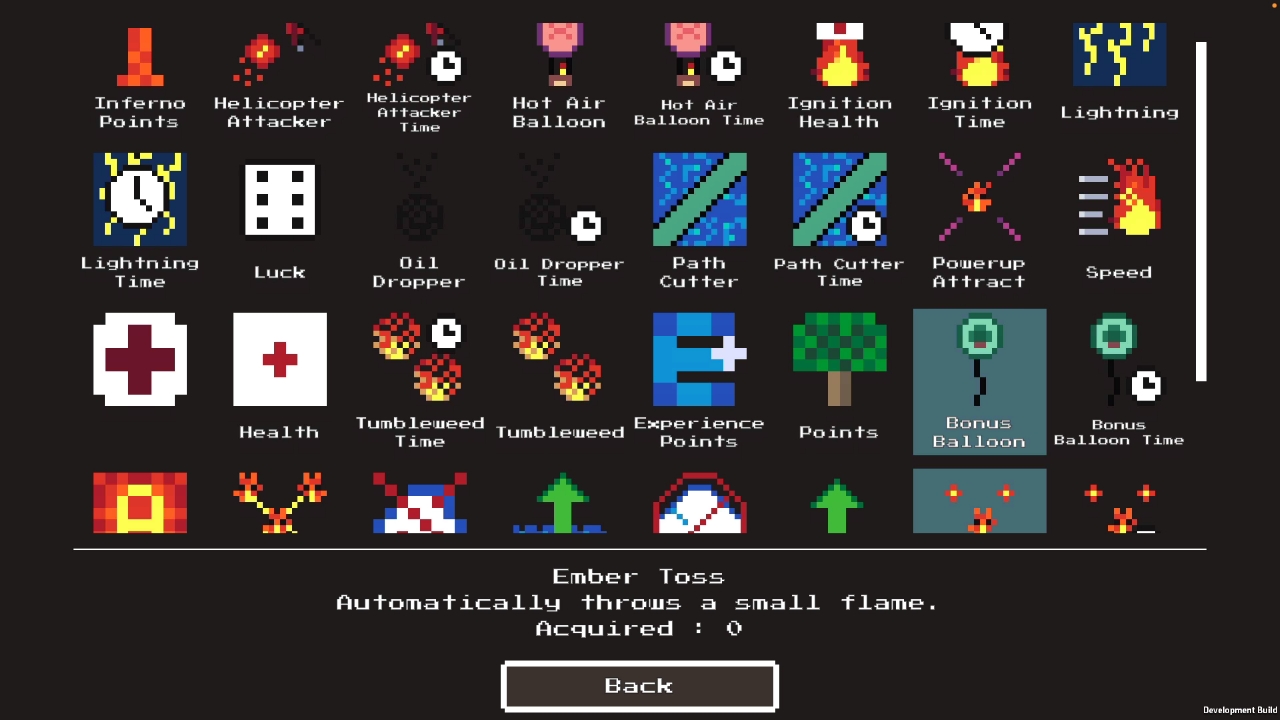 Inferno
Points
Helicopter
Attacker
Helicopter
Attacker
Time
Hot Air
Balloon
Hot Air
Balloon Time
Ignition
Health
Ignition
Time
Lightning
Lightning
Time
Luck
Oil
Dropper
Oil Dropper
Time
Path
Cutter
Path Cutter
Time
Powerup
Attract
Speed
Health
Tumbleweed
Time
Tumbleweed
Experience
Points
Points
Bonus
Balloon
Bonus
Balloon Time
Ember Toss
Automatically throws a small flame.
Acquired : 0
Back
Development Build